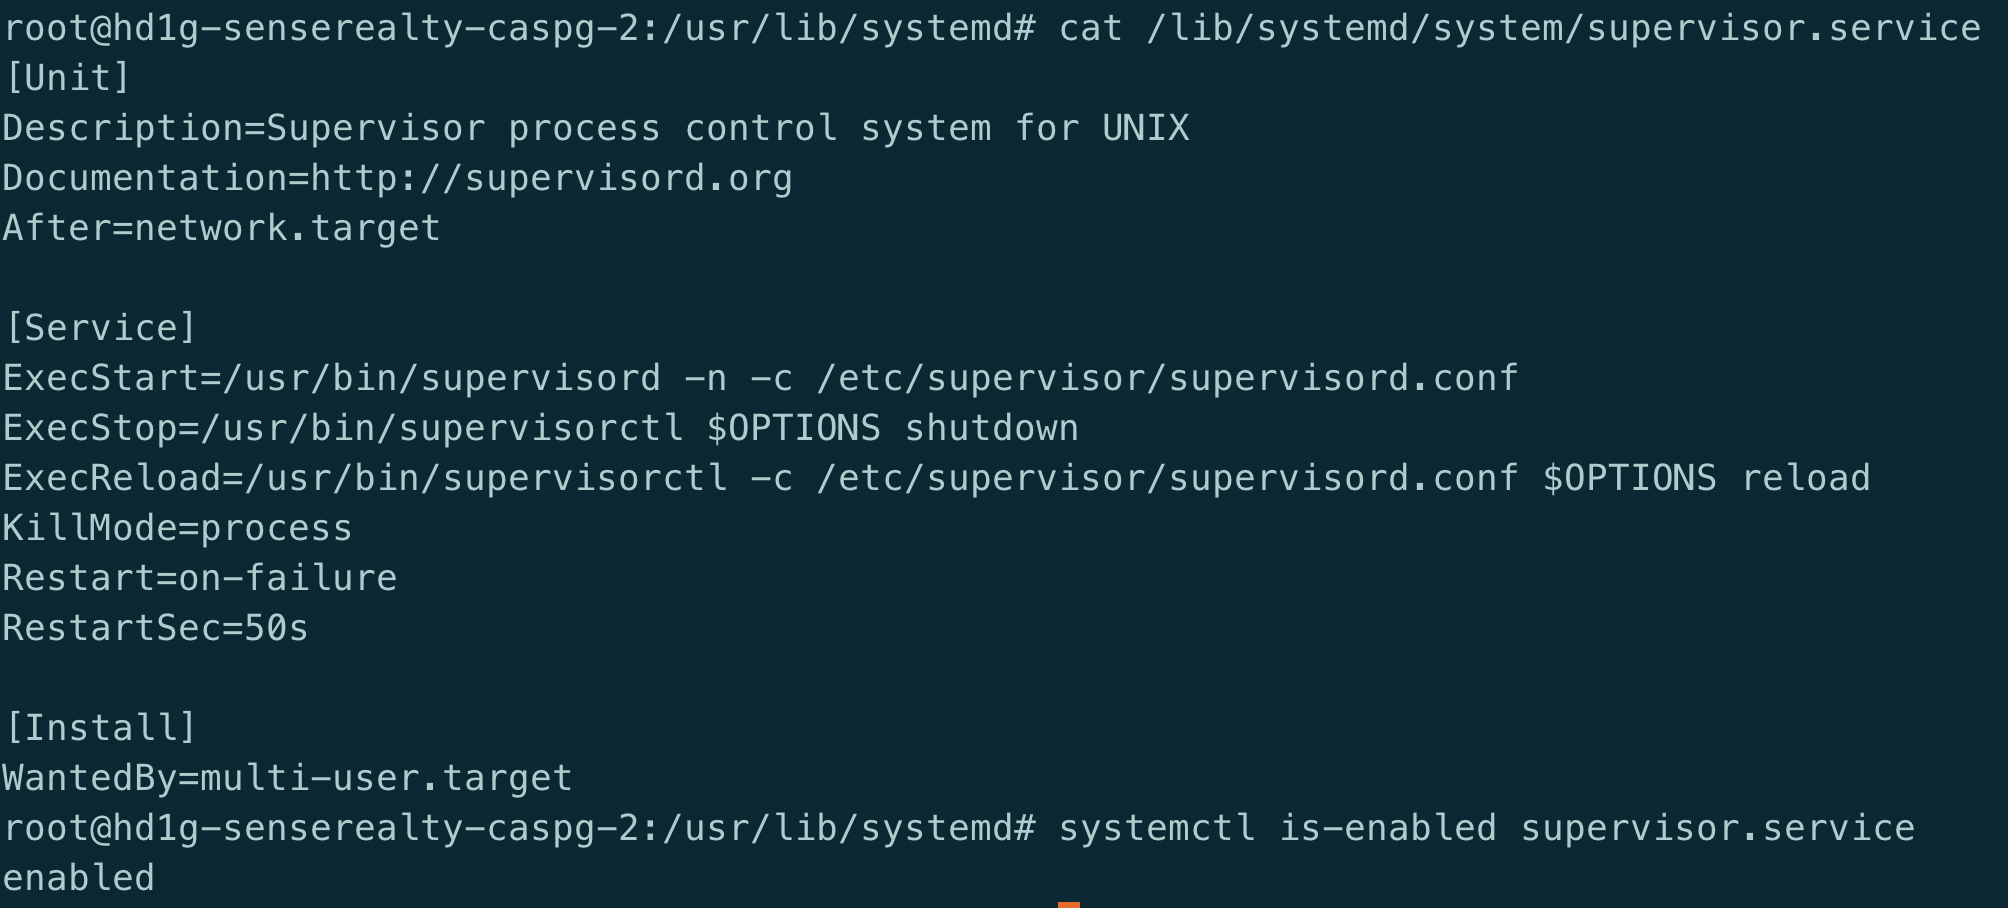 root@hd1g-senserealty-caspg-2:/usr/lib/systemd# cat /lib/systemd/system/supervisor.service
[Unit]
Description=Supervisor process control system for UNIX
Documentation=http://supervisord.org
After=network.target

[Service]
ExecStart=/usr/bin/supervisord -n -c /etc/supervisor/supervisord.conf
ExecStop=/usr/bin/supervisorctl $OPTIONS shutdown
ExecReload=/usr/bin/supervisorctl -c /etc/supervisor/supervisord.conf $OPTIONS reload
KillMode=process
Restart=on-failure
RestartSec=50s

[Install]
WantedBy=multi-user.target
root@hd1g-senserealty-caspg-2:/usr/lib/systemd# systemctl is-enabled supervisor.service
enabled